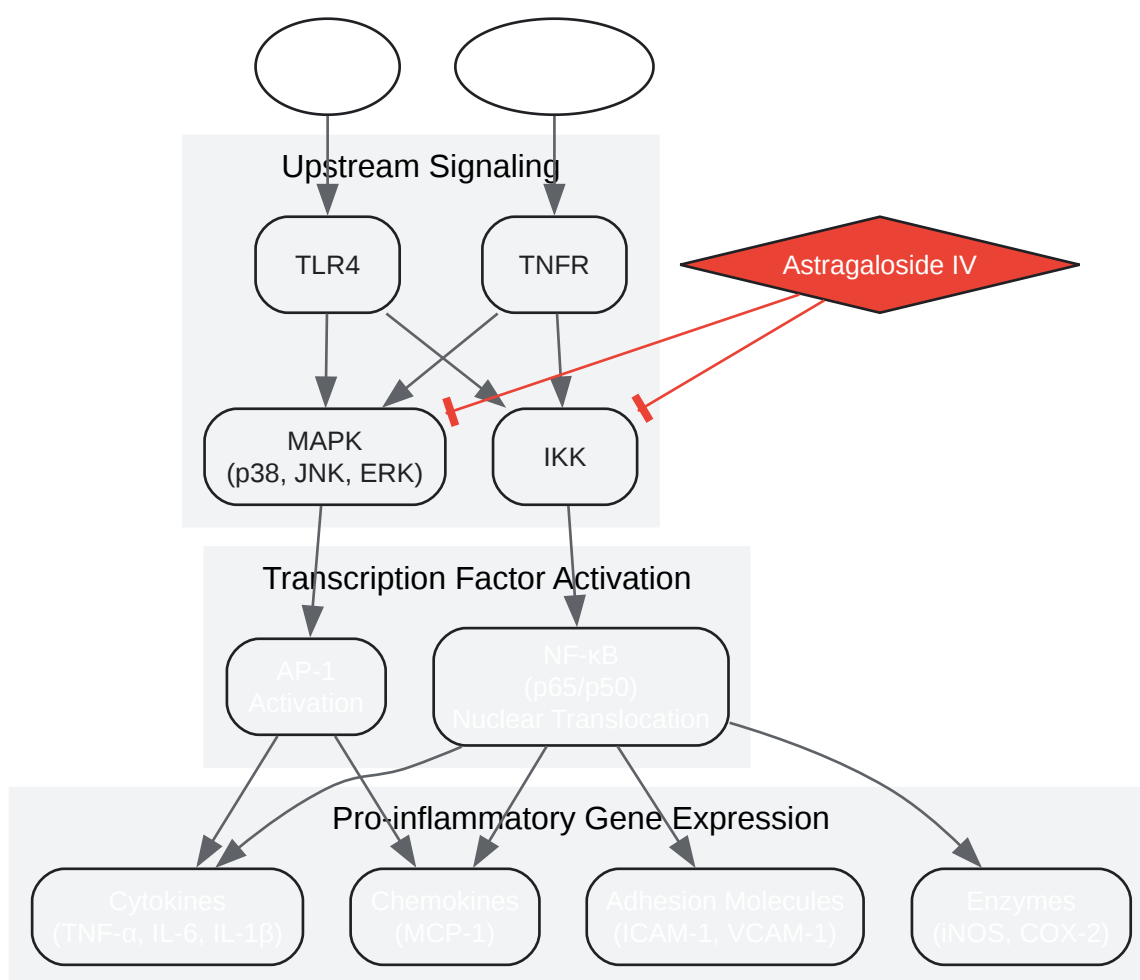 Upstream Signaling
TLR4
TNFR
Astragaloside IV
MAPK
(p38, JNK, ERK)
IKK
Transcription Factor Activation
AP-1
Activation
NF-κB
(p65/p50)
Nuclear Translocation
Pro-inflammatory Gene Expression
Cytokines
(TNF-α, IL-6, IL-1β)
Chemokines
(MCP-1)
Adhesion Molecules
(ICAM-1, VCAM-1)
Enzymes
(iNOS, COX-2)